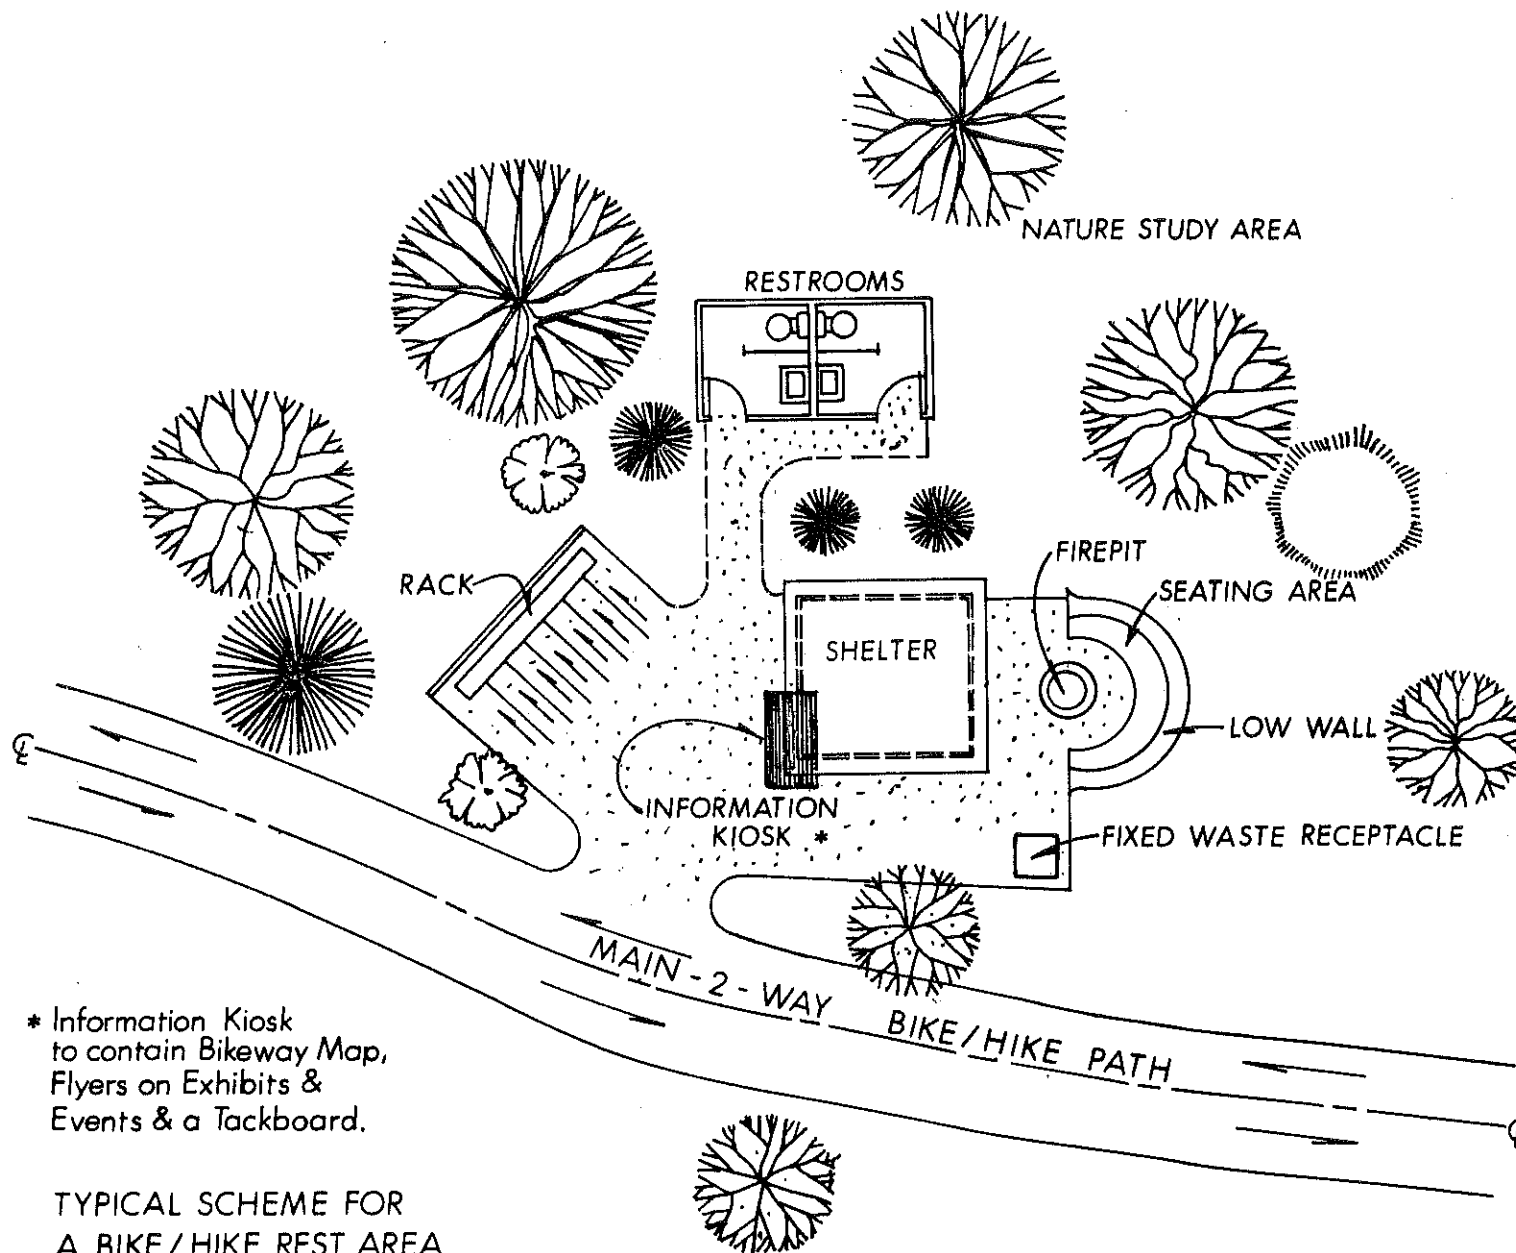 NATURE STUDY AREA
RESTROOMS
FIREPIT
SEATING AREA
RACK
SHELTER
LOW WALL
℄
INFORMATION
KIOSK *
FIXED WASTE RECEPTACLE
MAIN-2-WAY BIKE/HIKE PATH
* Information Kiosk
to contain Bikeway Map,
Flyers on Exhibits &
Events & a Tackboard.
TYPICAL SCHEME FOR
A BIKE/HIKE REST AREA